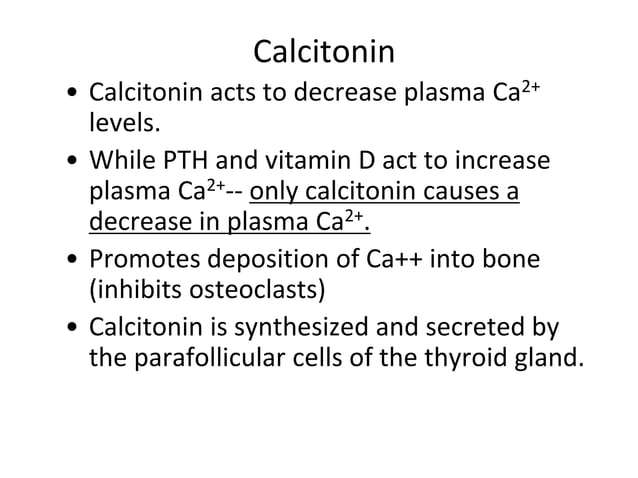 Calcitonin
• Calcitonin acts to decrease plasma Ca²⁺
levels.
• While PTH and vitamin D act to increase
plasma Ca²⁺-- only calcitonin causes a
decrease in plasma Ca²⁺.
• Promotes deposition of Ca++ into bone
(inhibits osteoclasts)
• Calcitonin is synthesized and secreted by
the parafollicular cells of the thyroid gland.